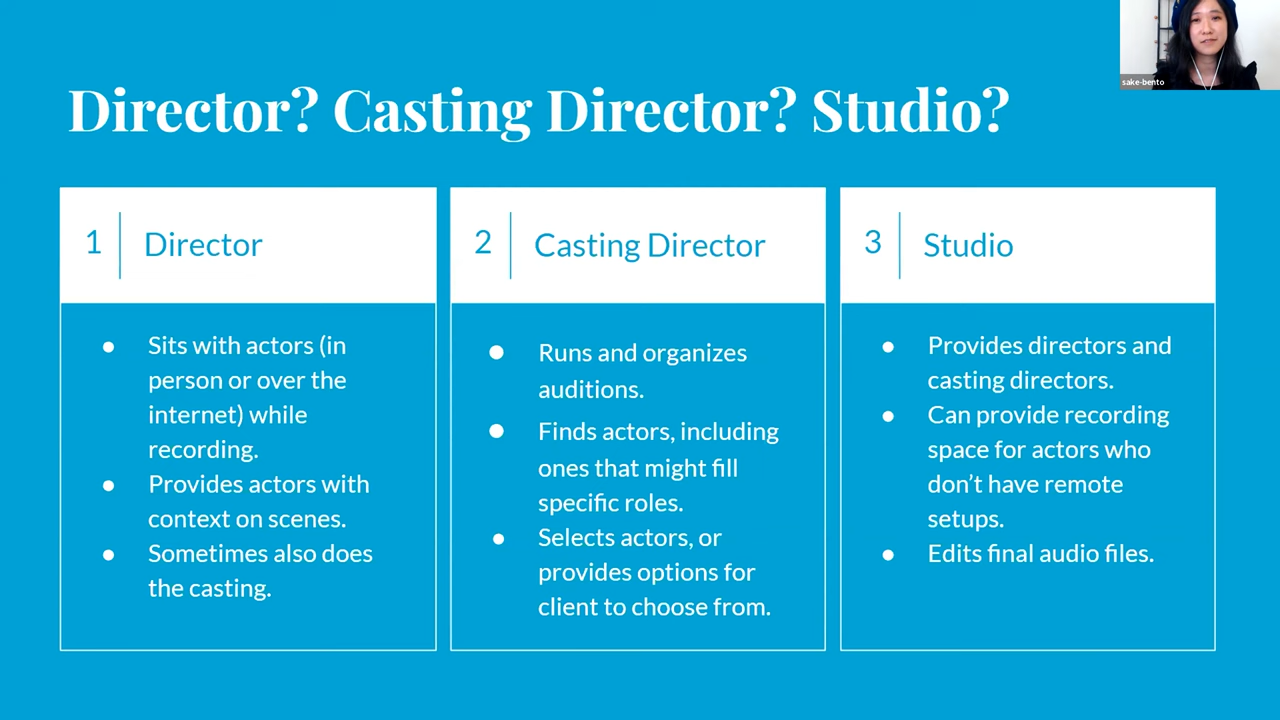 sake-bento
Director? Casting Director? Studio?
1
Director
● Sits with actors (in
person or over the
internet) while
recording.
● Provides actors with
context on scenes.
● Sometimes also does
the casting.
2
Casting Director
● Runs and organizes
auditions.
● Finds actors, including
ones that might fill
specific roles.
● Selects actors, or
provides options for
client to choose from.
3
Studio
● Provides directors and
casting directors.
● Can provide recording
space for actors who
don’t have remote
setups.
● Edits final audio files.